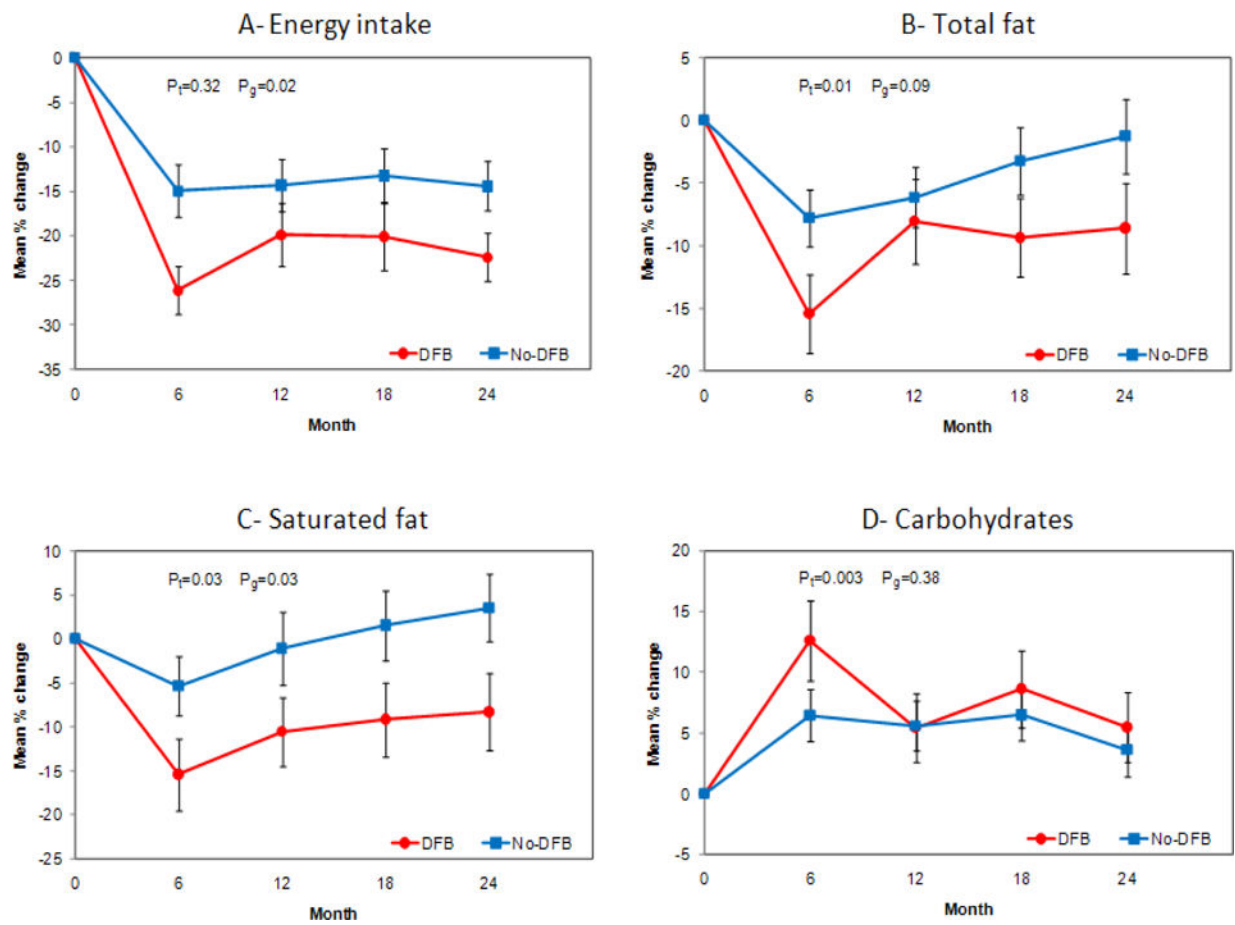 A- Energy intake
Pt=0.32 Pg=0.02
Mean % change
0
-5
-10
-15
-20
-25
-30
-35
DFB No-DFB
0 6 12 18 24
Month
B- Total fat
Pt=0.01 Pg=0.09
Mean % change
5
0
-5
-10
-15
-20
DFB No-DFB
0 6 12 18 24
Month
C- Saturated fat
Pt=0.03 Pg=0.03
Mean % change
10
5
0
-5
-10
-15
-20
-25
DFB No-DFB
0 6 12 18 24
Month
D- Carbohydrates
Pt=0.003 Pg=0.38
Mean % change
20
15
10
5
0
-5
DFB No-DFB
0 6 12 18 24
Month